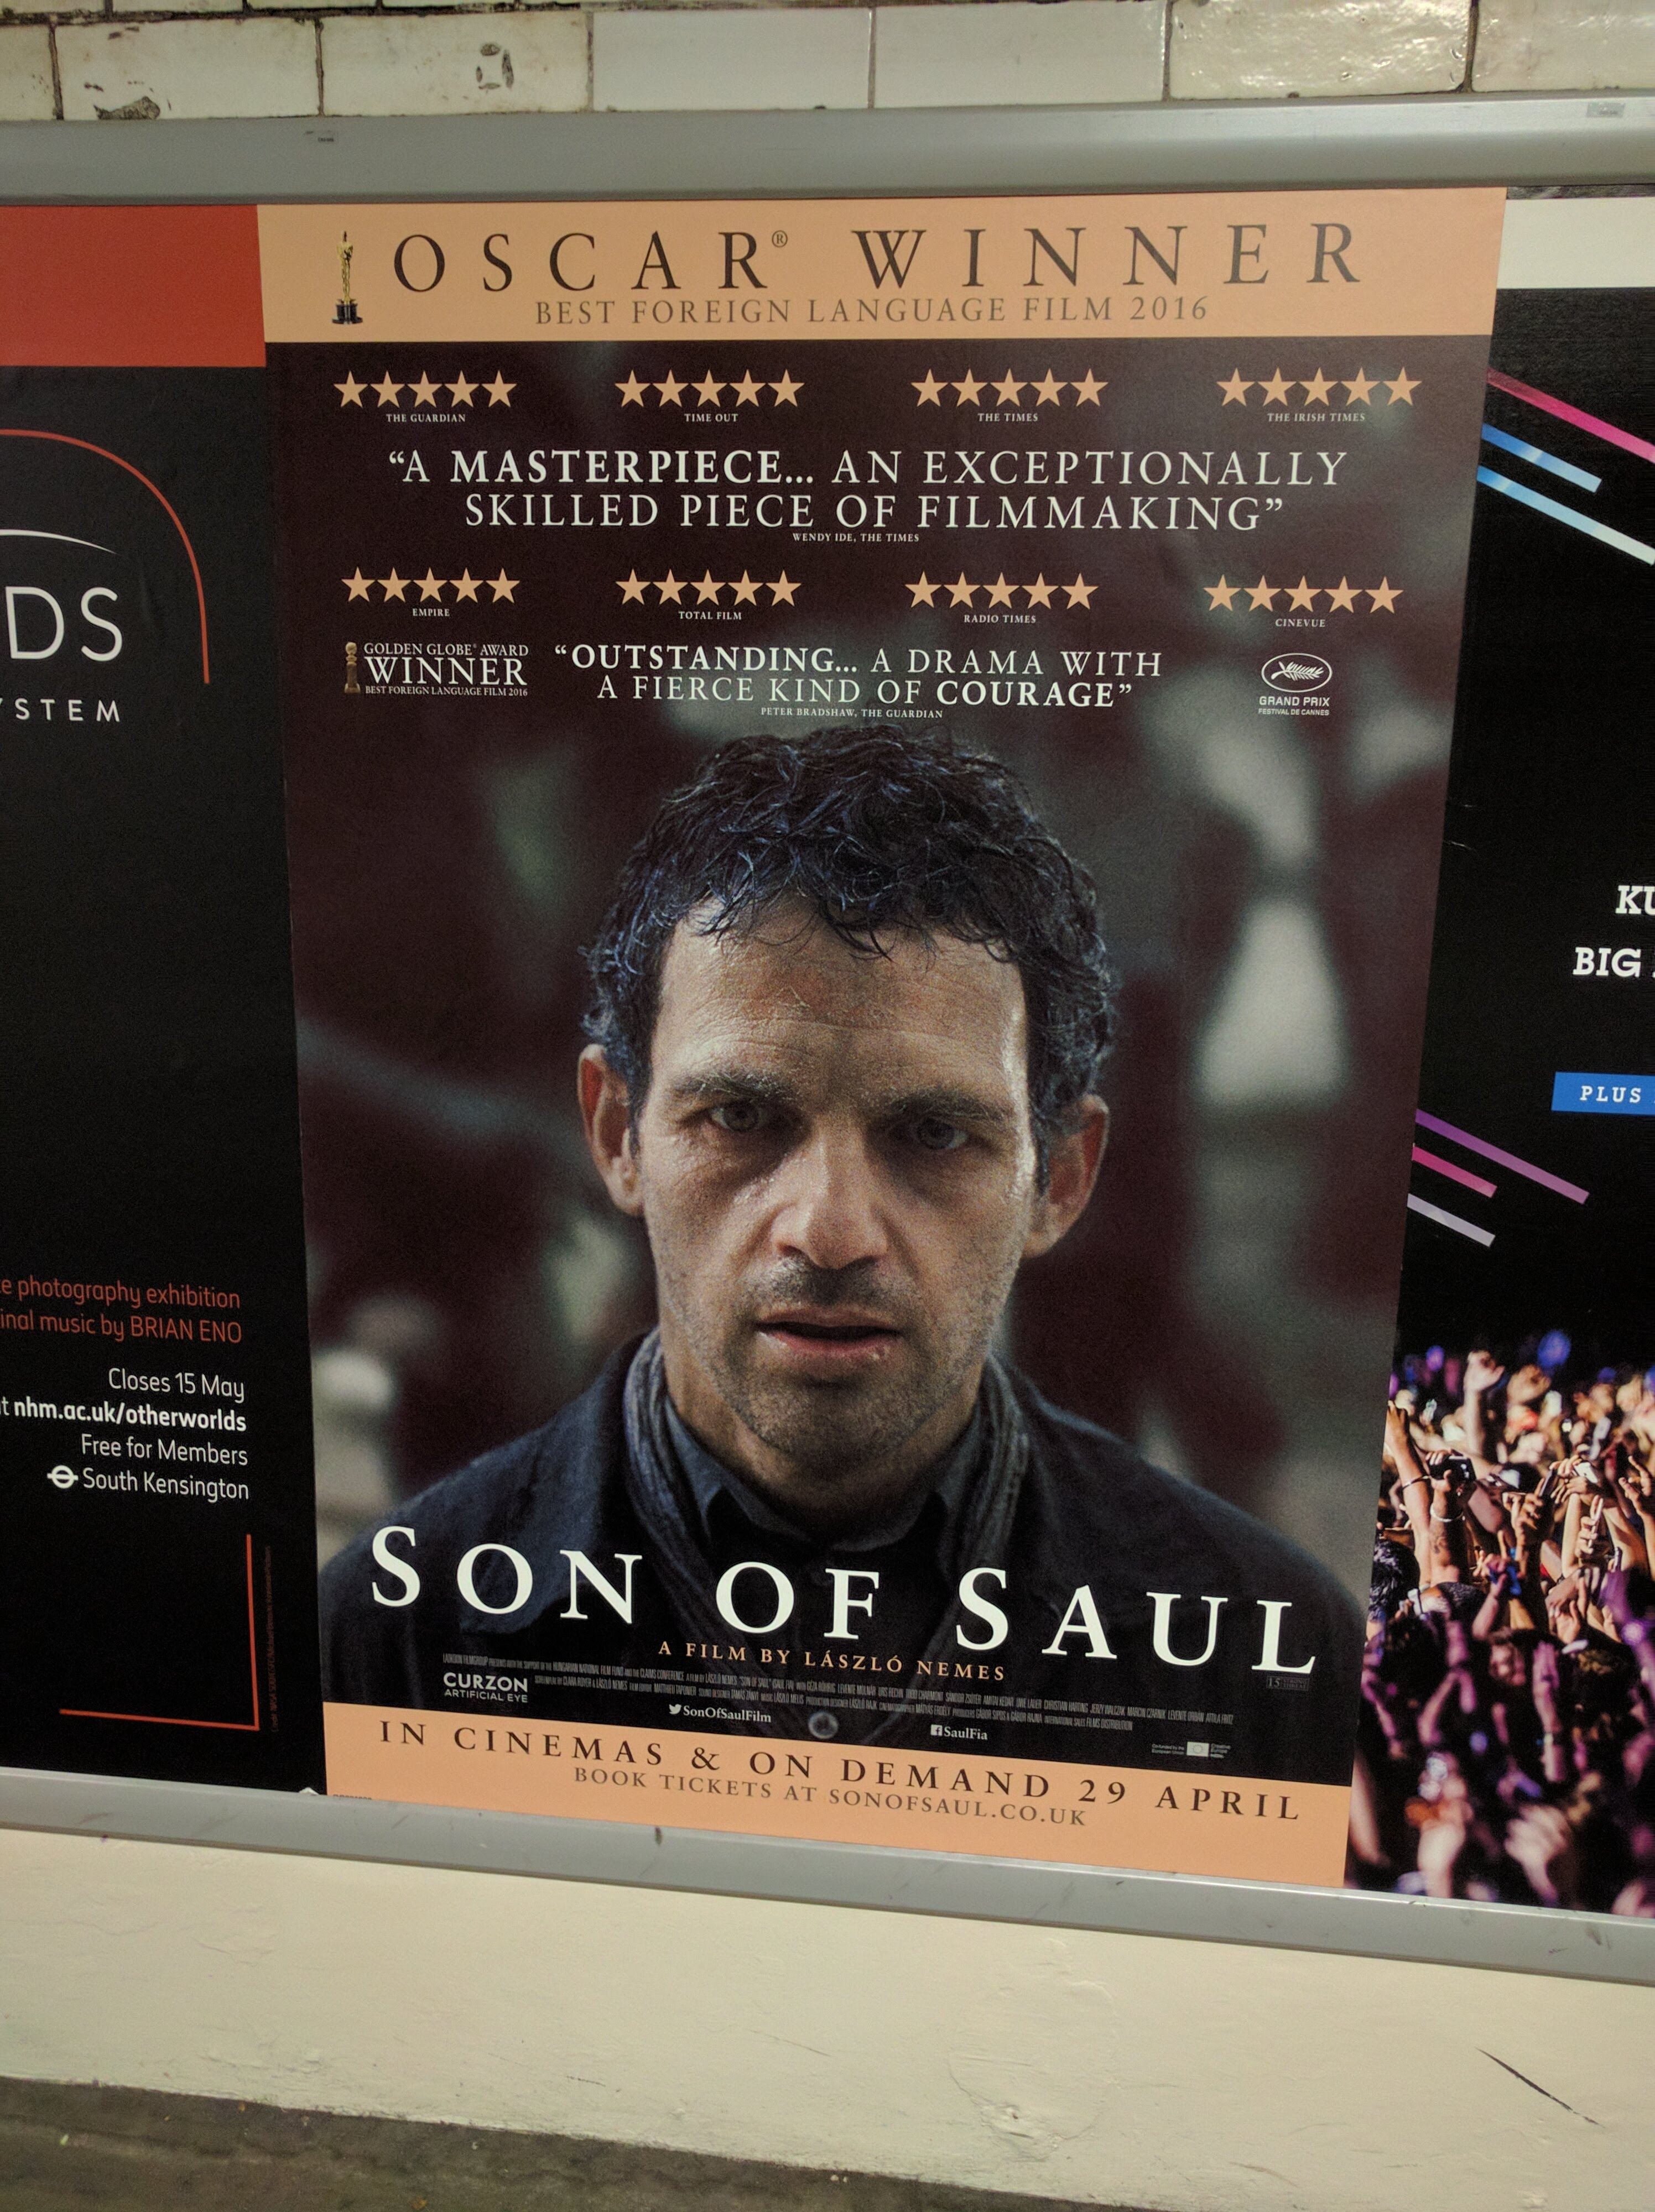 OSCAR® WINNER
BEST FOREIGN LANGUAGE FILM 2016
THE GUARDIAN
TIME OUT
THE TIMES
THE IRISH TIMES
“A MASTERPIECE... AN EXCEPTIONALLY
SKILLED PIECE OF FILMMAKING”
WENDY IDE, THE TIMES
EMPIRE
TOTAL FILM
RADIO TIMES
CINEVUE
GOLDEN GLOBE® AWARD
WINNER
BEST FOREIGN LANGUAGE FILM 2016
“OUTSTANDING... A DRAMA WITH
A FIERCE KIND OF COURAGE”
PETER BRADSHAW, THE GUARDIAN
GRAND PRIX
FESTIVAL DE CANNES
SON OF SAUL
A FILM BY LÁSZLÓ NEMES
CURZON
ARTIFICIAL EYE
SonOfSaulFilm
SaulFia
IN CINEMAS & ON DEMAND 29 APRIL
BOOK TICKETS AT SONOFSAUL.CO.UK
DS
YSTEM
e photography exhibition
inal music by BRIAN ENO
Closes 15 May
t nhm.ac.uk/otherworlds
Free for Members
South Kensington
KU
BIG
PLUS